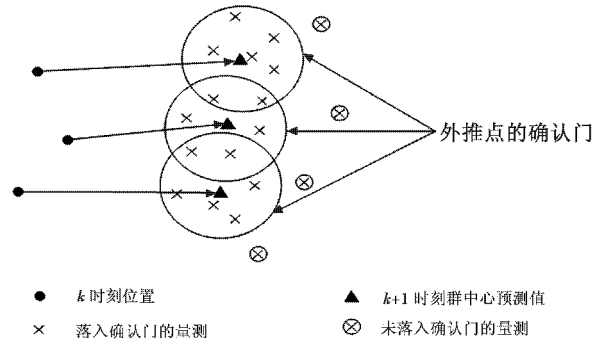 外推点的确认门
k 时刻位置
k+1 时刻群中心预测值
落入确认门的量测
未落入确认门的量测